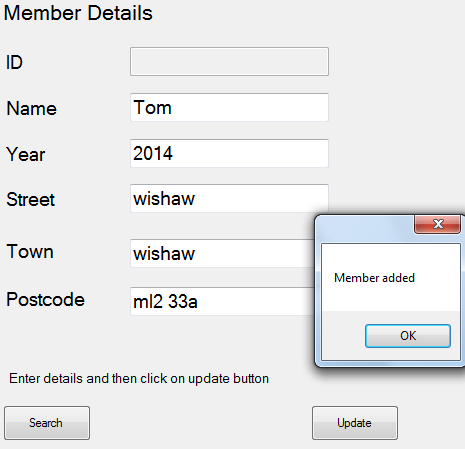 Member Details
ID
Name Tom
Year 2014
Street wishaw
Town wishaw
Postcode ml2 33a
Member added
OK
Enter details and then click on update button
Search Update